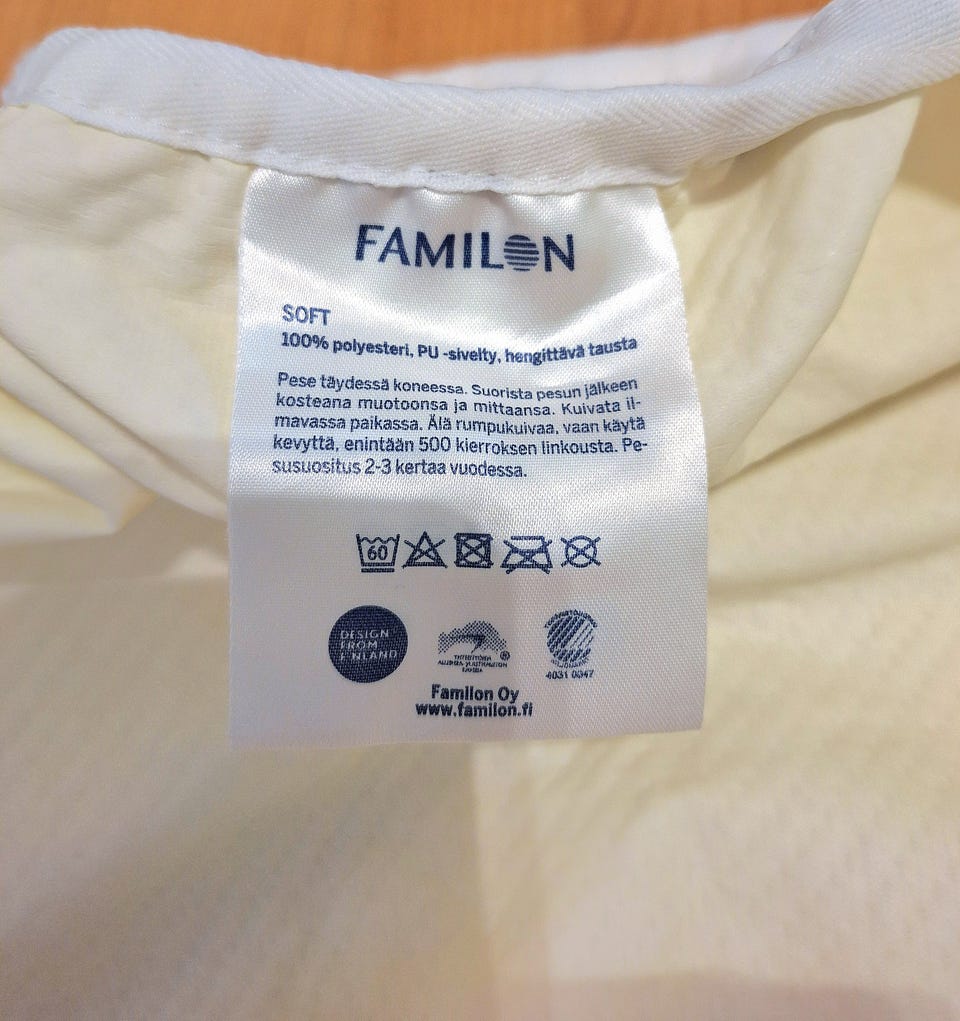 FAMILON
SOFT
100% polyesteri, PU -sivelty, hengittävä tausta
Pese täydessä koneessa. Suorista pesun jälkeen
kosteana muotoonsa ja mittaansa. Kuivata il-
mavassa paikassa. Älä rumpukuivaa, vaan käytä
kevyttä, enintään 500 kierroksen linkousta. Pe-
susuositus 2-3 kertaa vuodessa.
60
DESIGN
FROM
FINLAND
4031 0047
Familon Oy
www.familon.fi